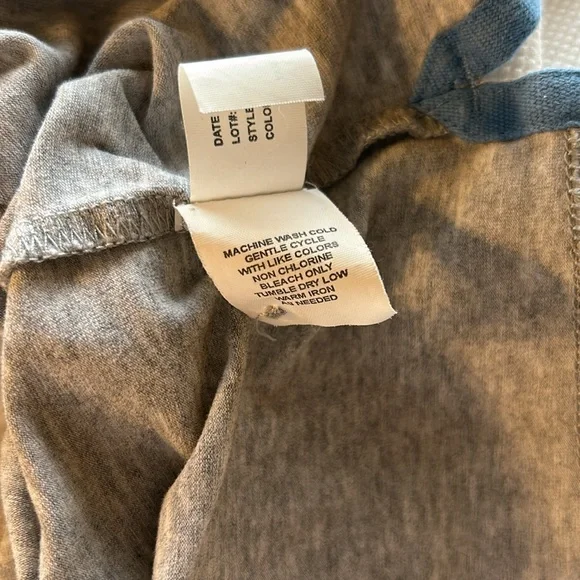 DATE
LOT#:
STYLE
COLO
MACHINE WASH COLD
GENTLE CYCLE
WITH LIKE COLORS
NON CHLORINE
BLEACH ONLY
TUMBLE DRY LOW
WARM IRON
AS NEEDED